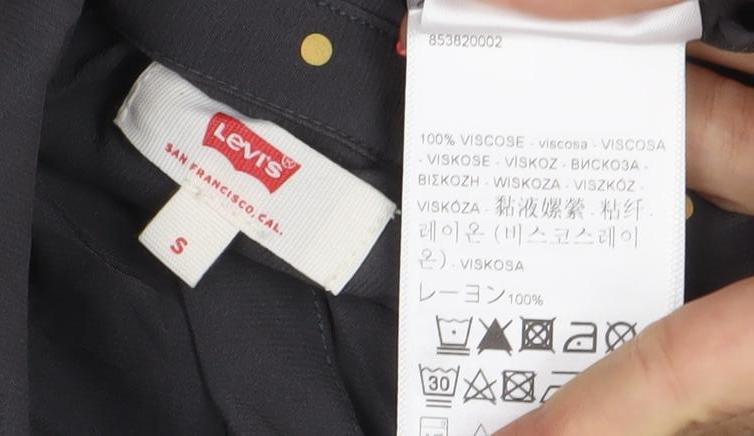 LEVI'S®
SAN FRANCISCO, CAL.
S
853820002
100% VISCOSE - viscosa - VISCOSA
- VISKOSE - VİSKOZ - ВИСКОЗА -
ΒΙΣΚΟΖΗ - WISKOZA - VISZKÓZ -
VISKÓZA - 黏液嫘縈 - 粘纤 -
레이온 (비스코스레이
온) - VISKOSA
レーヨン100%
30